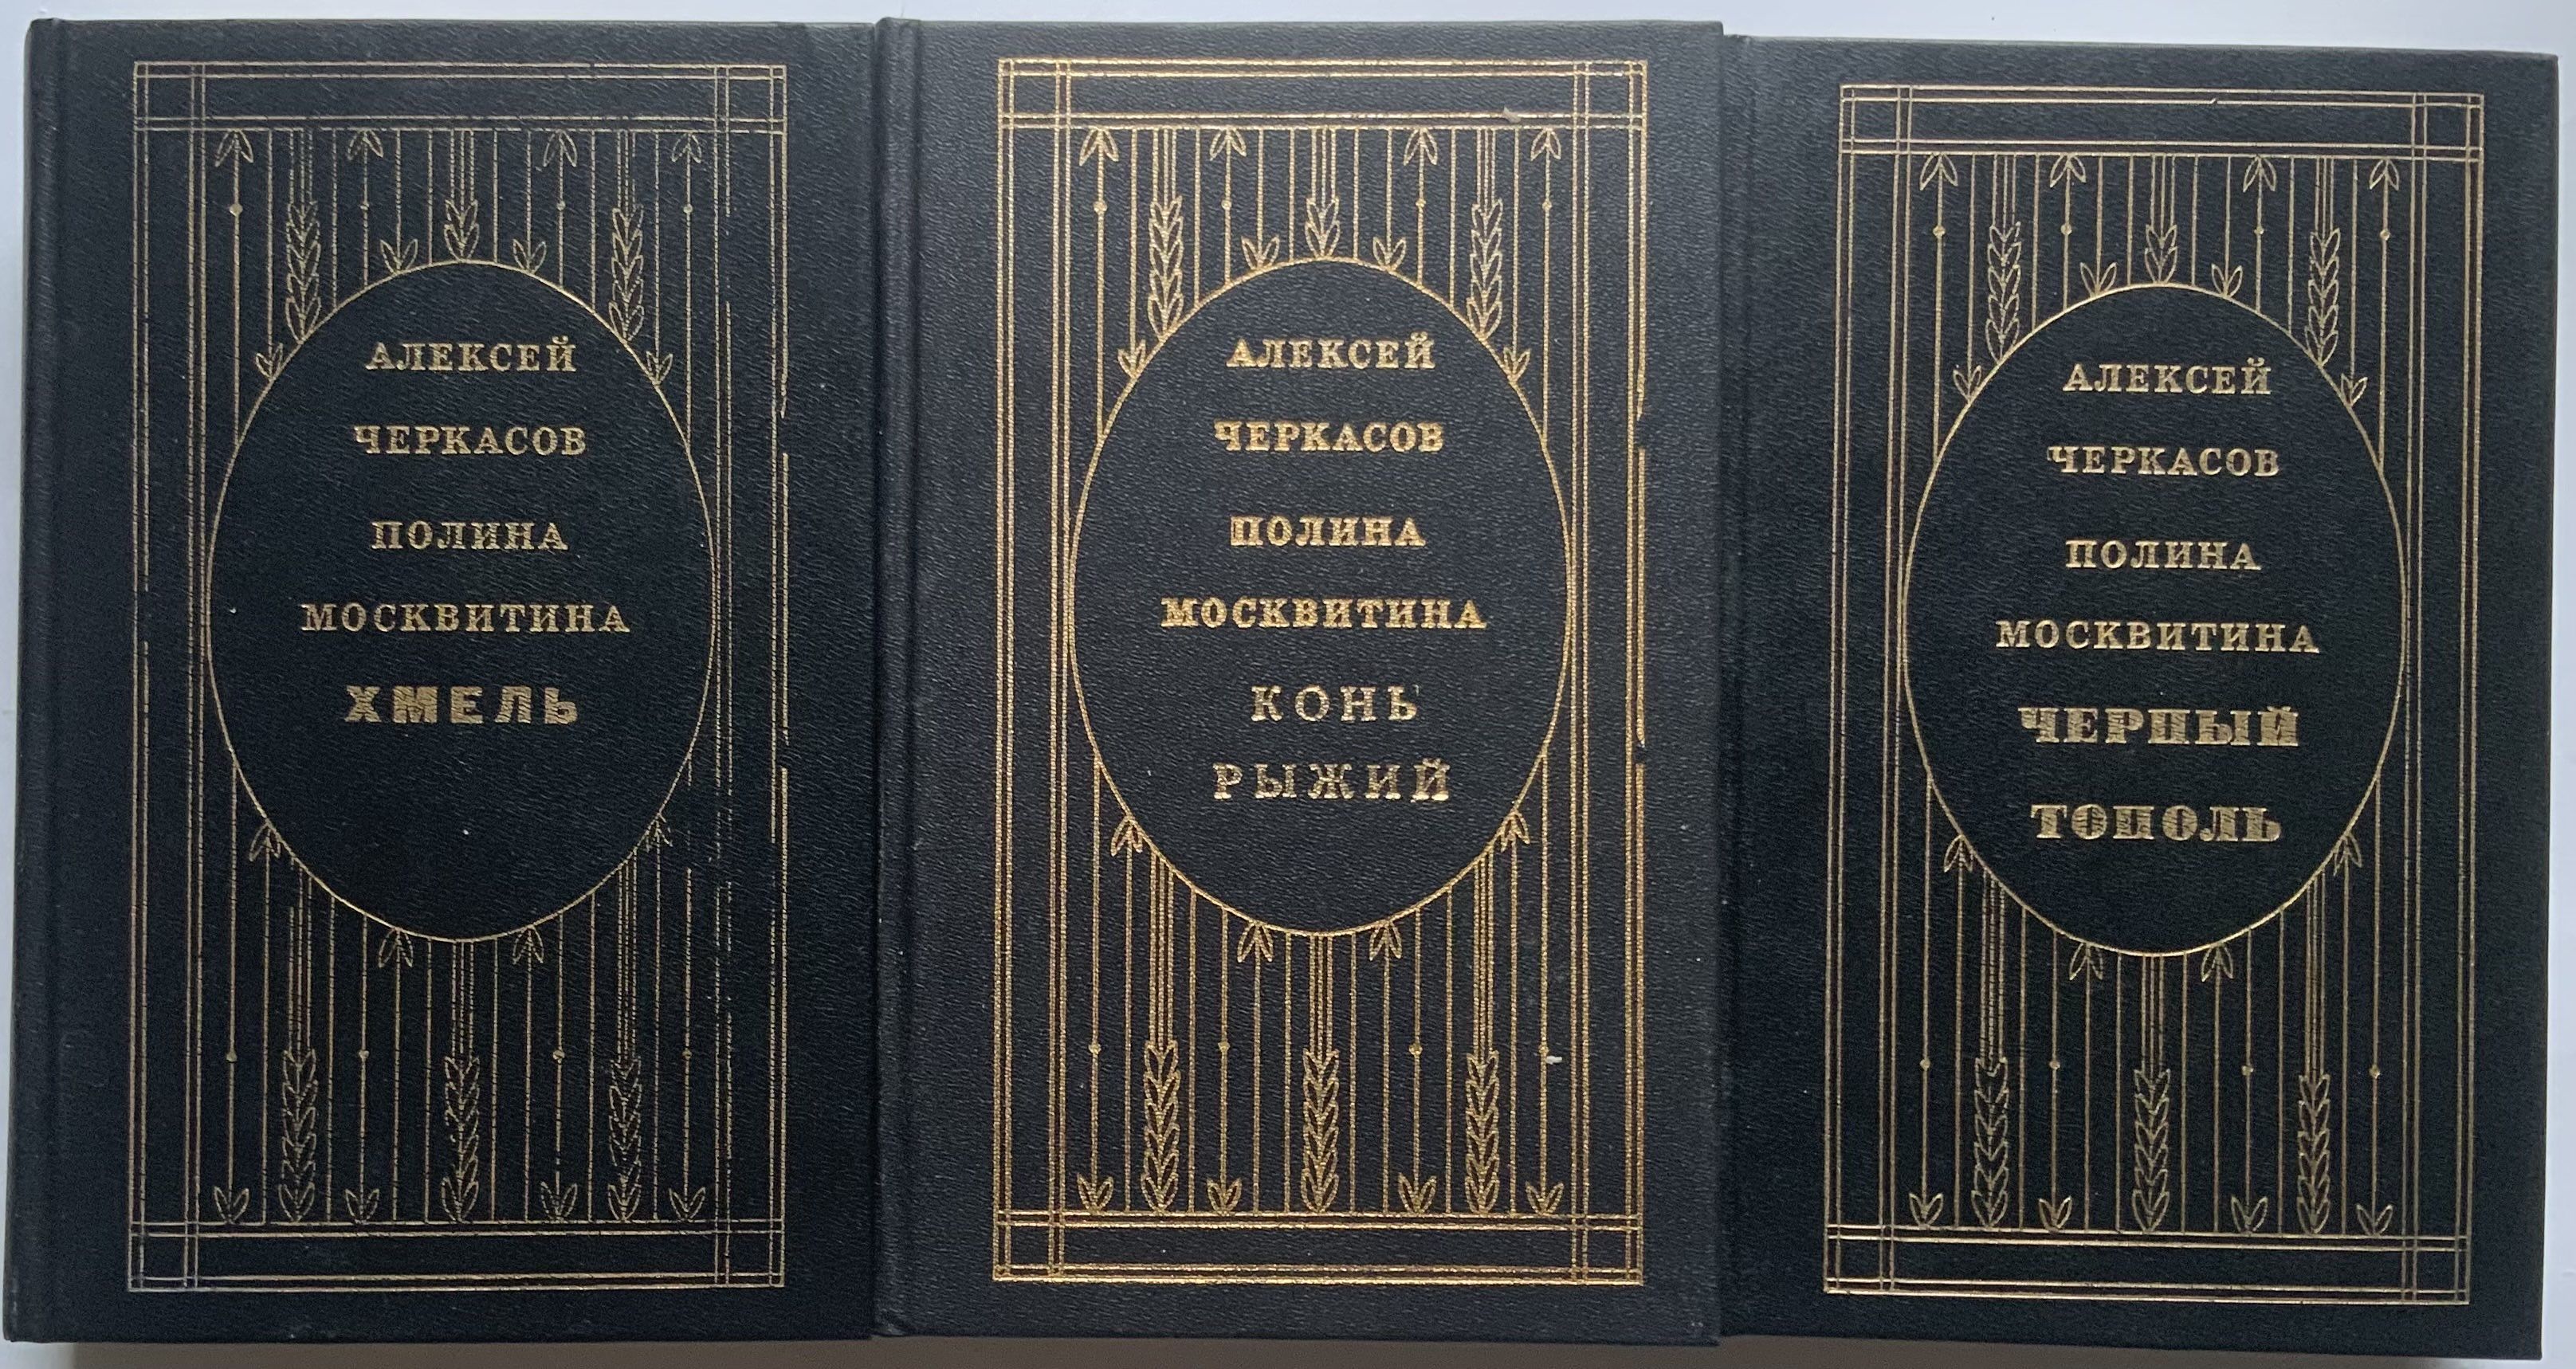 АЛЕКСЕЙ
ЧЕРКАСОВ
ПОЛИНА
МОСКВИТИНА
ХМЕЛЬ
АЛЕКСЕЙ
ЧЕРКАСОВ
ПОЛИНА
МОСКВИТИНА
КОНЬ
РЫЖИЙ
АЛЕКСЕЙ
ЧЕРКАСОВ
ПОЛИНА
МОСКВИТИНА
ЧЕРНЫЙ
ТОПОЛЬ